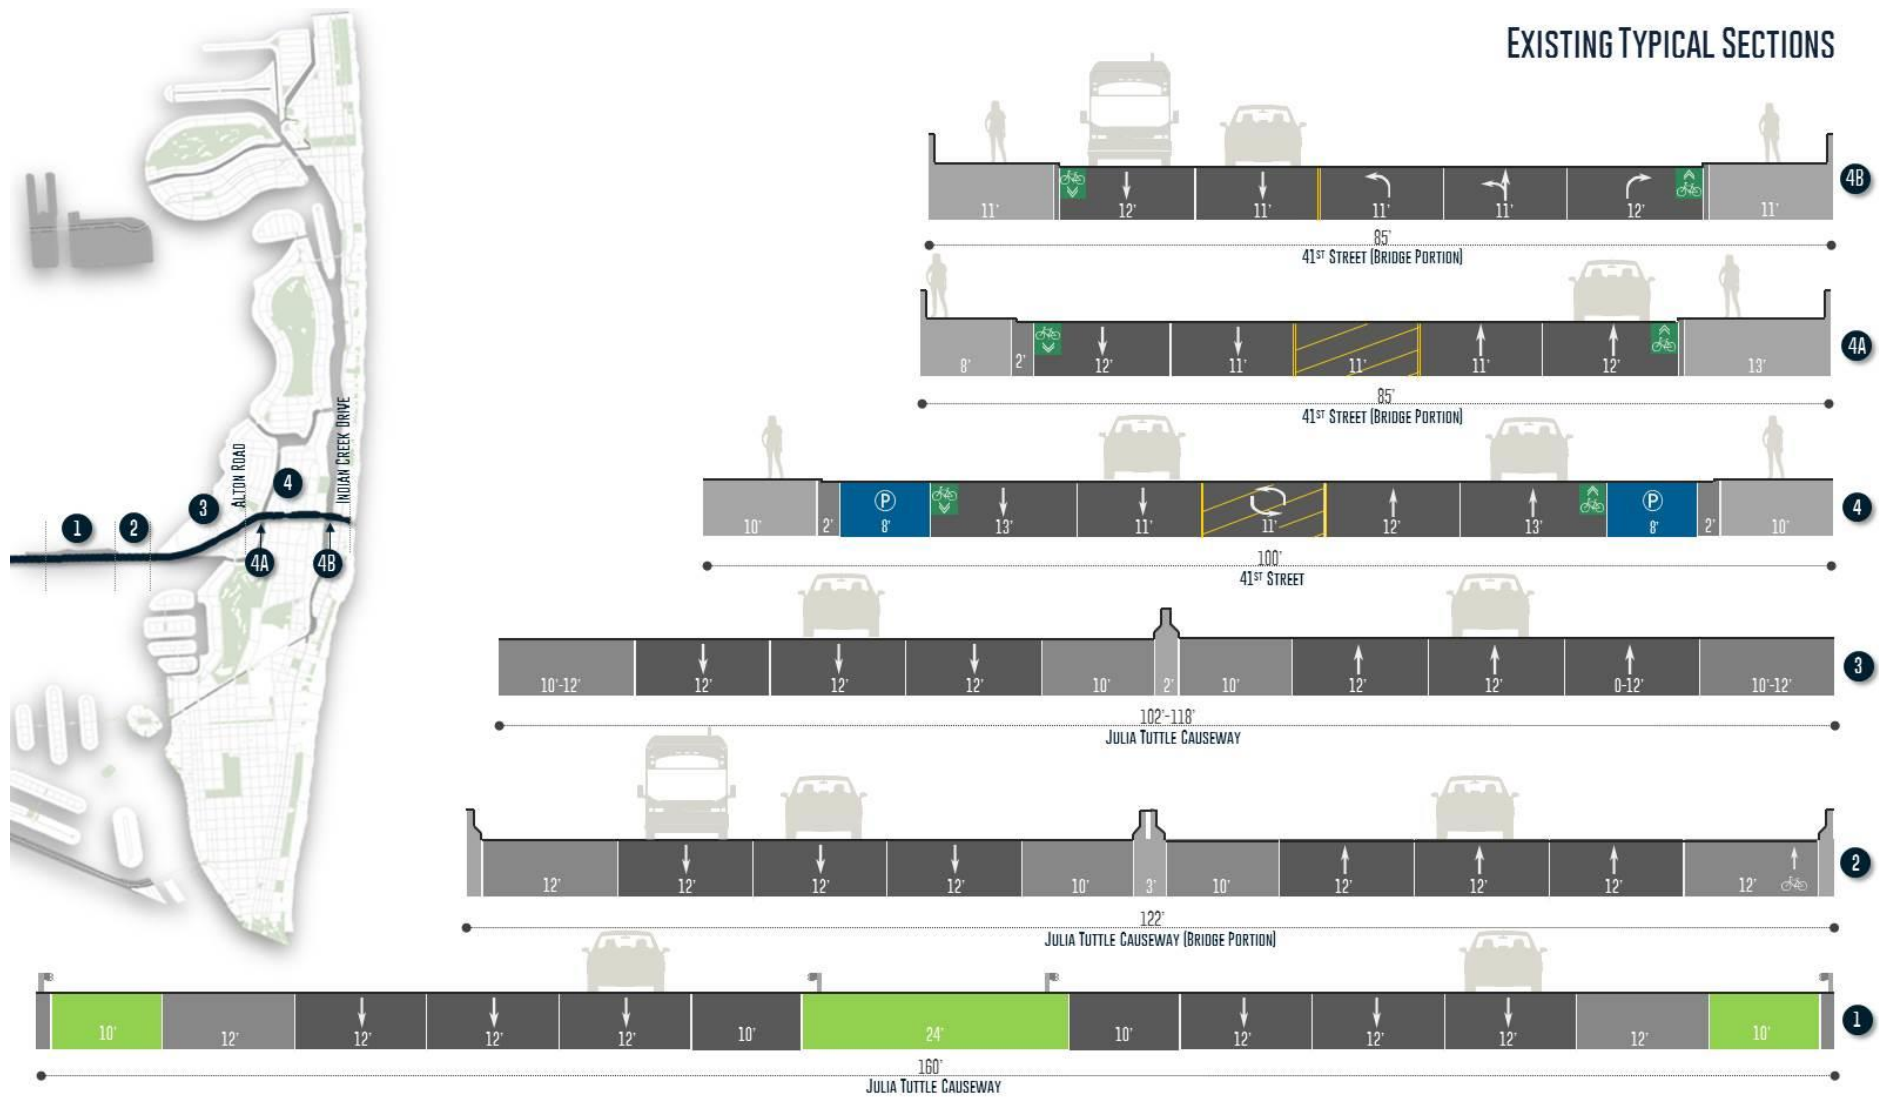 EXISTING TYPICAL SECTIONS
11' 12' 11' 11' 11' 12' 11'
4B
85'
41ST STREET (BRIDGE PORTION)
8' 2' 12' 11' 11' 11' 12' 13'
4A
85'
41ST STREET (BRIDGE PORTION)
10' 2' P 8' 13' 11' 11' 12' 13' P 8' 2' 10'
4
100'
41ST STREET
10'-12' 12' 12' 12' 10' 2' 10' 12' 12' 0-12' 10'-12'
3
102'-118'
JULIA TUTTLE CAUSEWAY
12' 12' 12' 12' 10' 3' 10' 12' 12' 12' 12'
2
122'
JULIA TUTTLE CAUSEWAY (BRIDGE PORTION)
10' 12' 12' 12' 12' 10' 24' 10' 12' 12' 12' 12' 10'
1
160'
JULIA TUTTLE CAUSEWAY
ALTON ROAD
INDIAN CREEK DRIVE
1
2
3
4
4A
4B